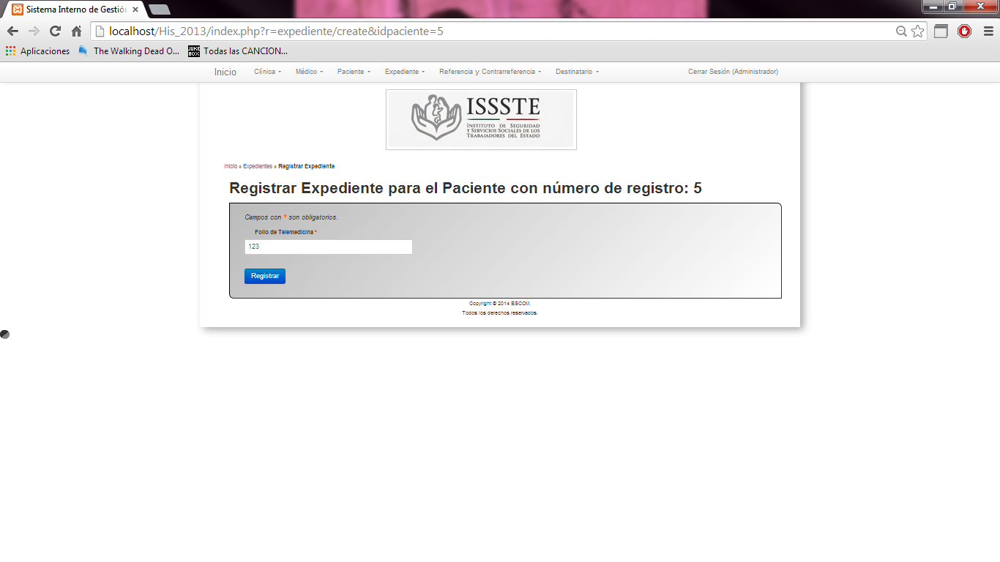 Sistema Interno de Gestión
localhost/His_2013/index.php?r=expediente/create&idpaciente=5
Aplicaciones The Walking Dead O... JUKE BOX Todas las CANCION...
Inicio Clínica Médico Paciente Expediente Referencia y Contrarreferencia Destinatario Cerrar Sesión (Administrador)
ISSSTE
INSTITUTO DE SEGURIDAD
Y SERVICIOS SOCIALES DE LOS
TRABAJADORES DEL ESTADO
Inicio » Expedientes » Registrar Expediente
Registrar Expediente para el Paciente con número de registro: 5
Campos con * son obligatorios.
Folio de Telemedicina *
123
Registrar
Copyright © 2014 ESCOM.
Todos los derechos reservados.